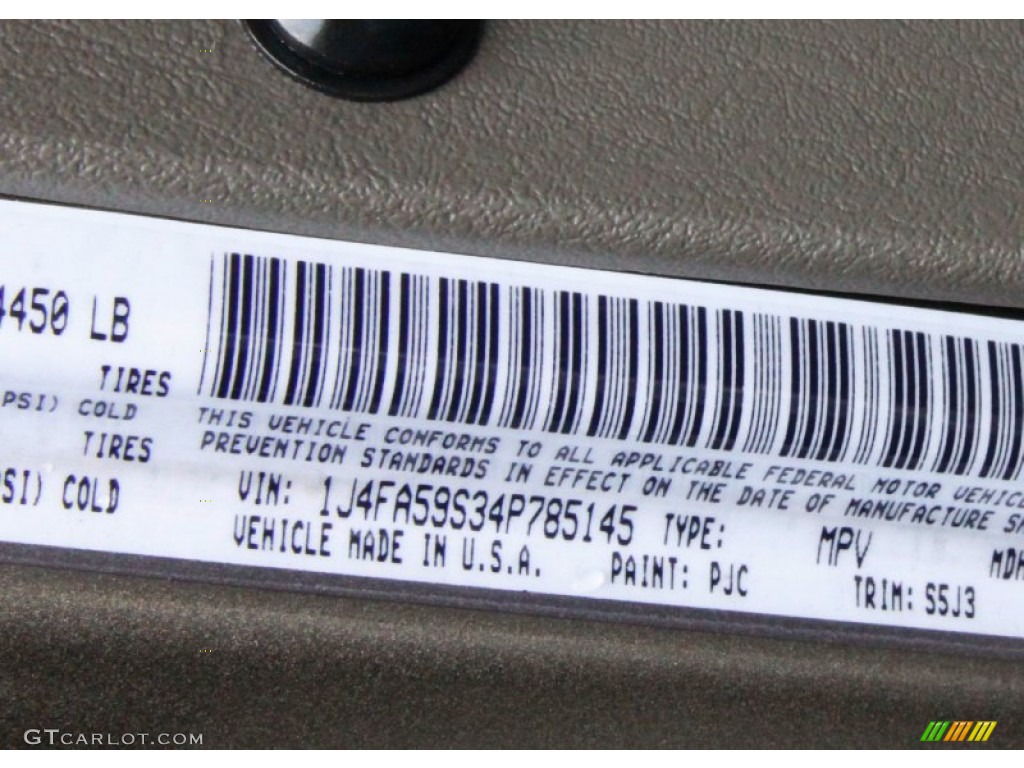 4450 LB
TIRES
PSI) COLD
TIRES
PSI) COLD
THIS VEHICLE CONFORMS TO ALL APPLICABLE FEDERAL MOTOR VEHICLE
PREVENTION STANDARDS IN EFFECT ON THE DATE OF MANUFACTURE SH
VIN: 1J4FA59S34P785145 TYPE: MPV MDH
VEHICLE MADE IN U.S.A. PAINT: PJC TRIM: S5J3
GTCARLOT.COM